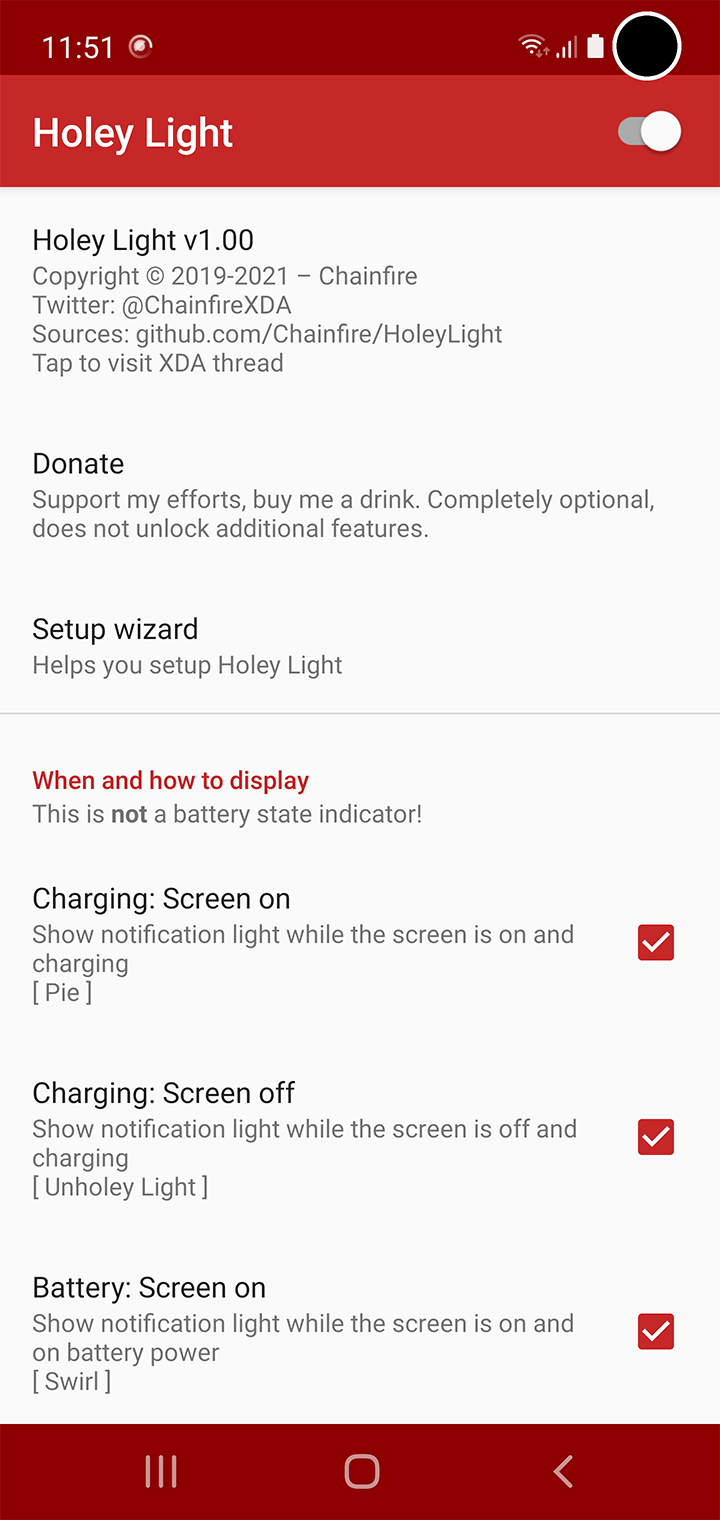 11:51
Holey Light
Holey Light v1.00
Copyright © 2019-2021 – Chainfire
Twitter: @ChainfireXDA
Sources: github.com/Chainfire/HoleyLight
Tap to visit XDA thread
Donate
Support my efforts, buy me a drink. Completely optional,
does not unlock additional features.
Setup wizard
Helps you setup Holey Light
When and how to display
This is not a battery state indicator!
Charging: Screen on
Show notification light while the screen is on and
charging
[ Pie ]
Charging: Screen off
Show notification light while the screen is off and
charging
[ Unholey Light ]
Battery: Screen on
Show notification light while the screen is on and
on battery power
[ Swirl ]